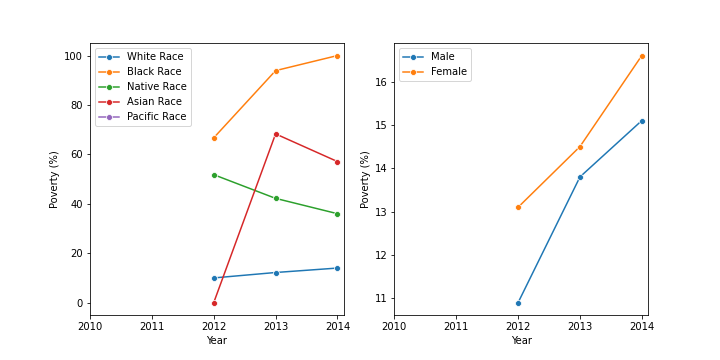 White Race
Black Race
Native Race
Asian Race
Pacific Race
100
80
60
40
20
0
Poverty (%)
2010 2011 2012 2013 2014
Year
Male
Female
16
15
14
13
12
11
Poverty (%)
2010 2011 2012 2013 2014
Year